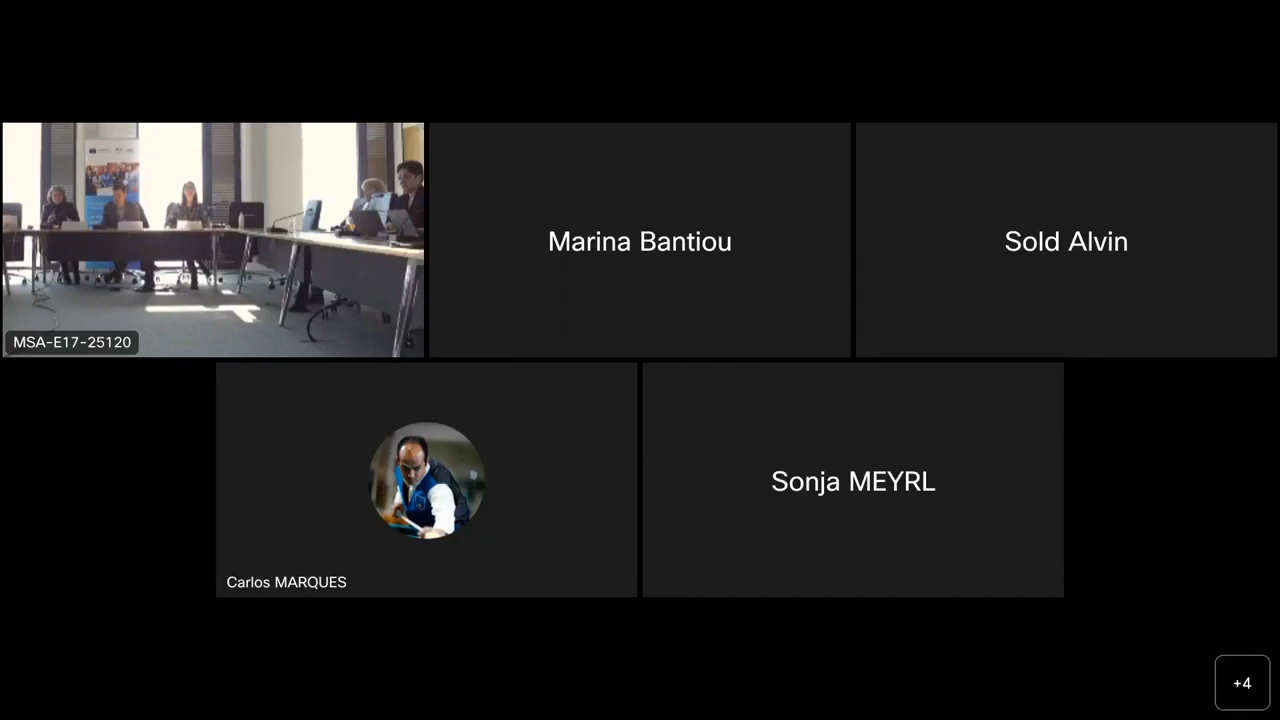 MSA-E17-25120
Marina Bantiou
Sold Alvin
Carlos MARQUES
Sonja MEYRL
+4